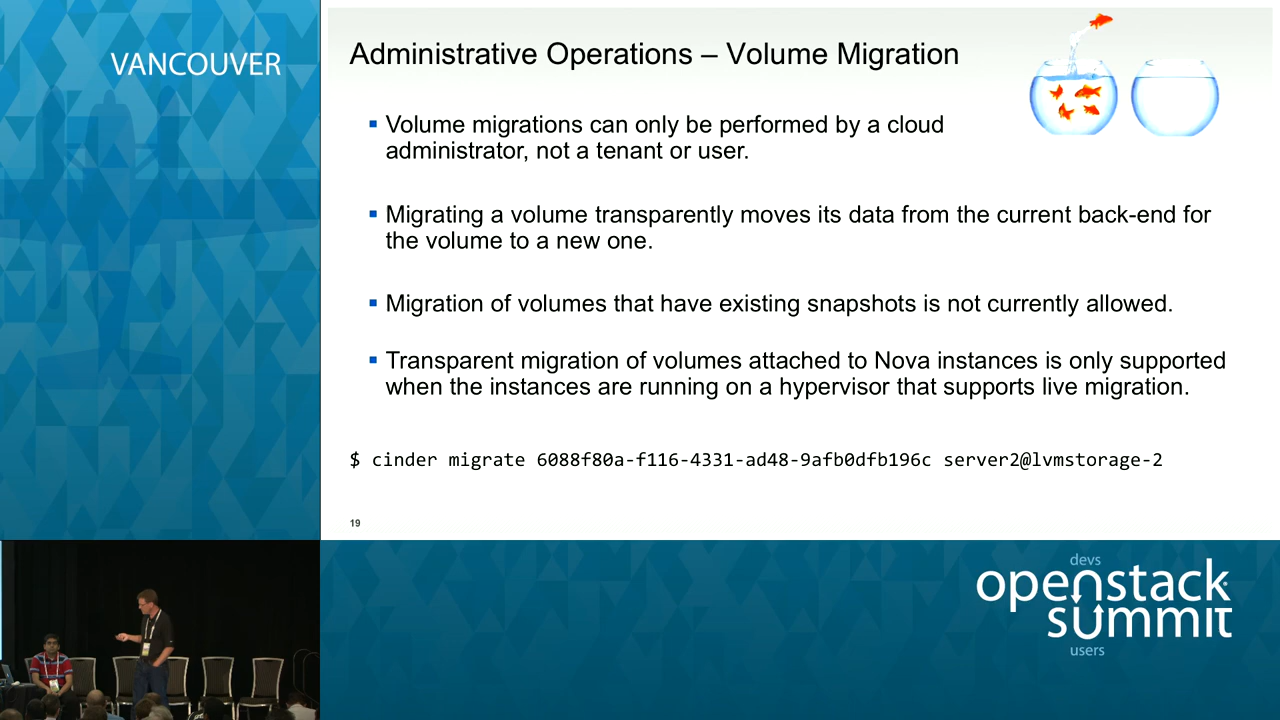 VANCOUVER
Administrative Operations – Volume Migration
▪ Volume migrations can only be performed by a cloud
administrator, not a tenant or user.
▪ Migrating a volume transparently moves its data from the current back-end for
the volume to a new one.
▪ Migration of volumes that have existing snapshots is not currently allowed.
▪ Transparent migration of volumes attached to Nova instances is only supported
when the instances are running on a hypervisor that supports live migration.
$ cinder migrate 6088f80a-f116-4331-ad48-9afb0dfb196c server2@lvmstorage-2
19
devs
openstack
summit
users